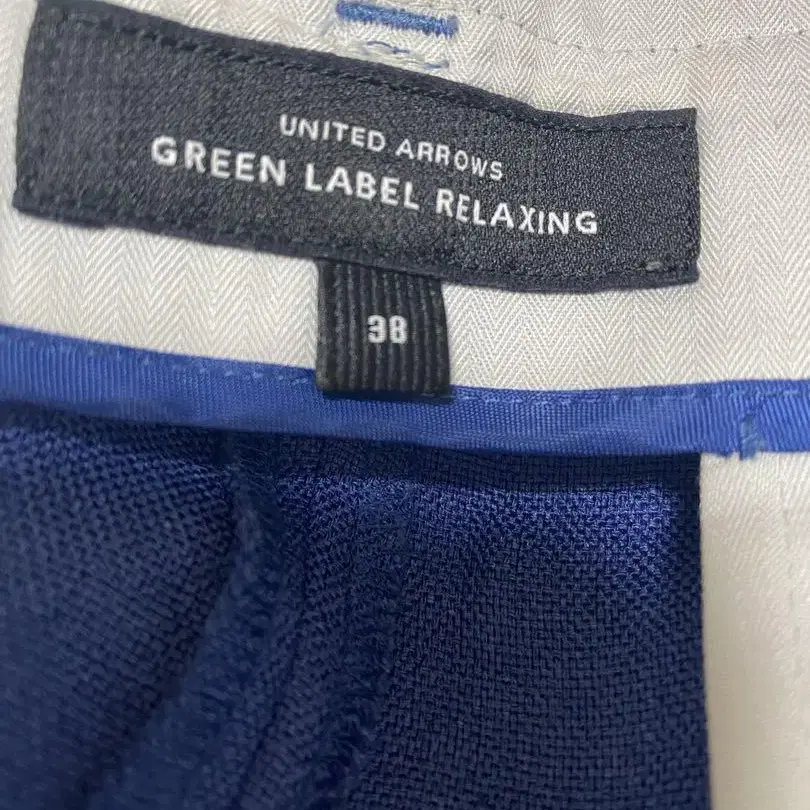 UNITED ARROWS
GREEN LABEL RELAXING
38